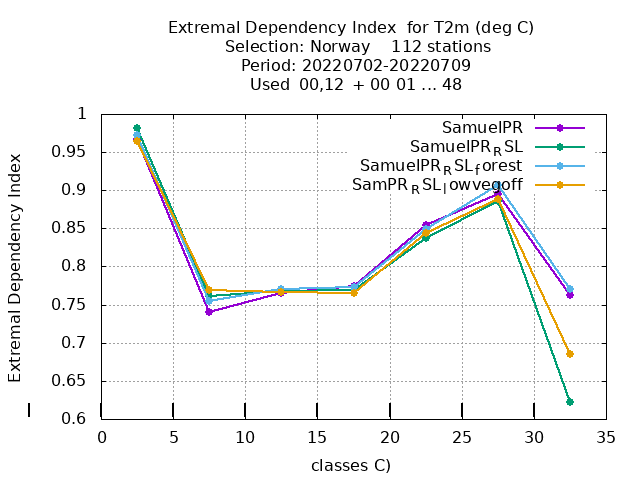 Extremal Dependency Index  for T2m (deg C)
Selection: Norway    112 stations
Period: 20220702-20220709
Used  00,12  + 00 01 ... 48
Extremal Dependency Index
1
0.95
0.9
0.85
0.8
0.75
0.7
0.65
0.6
SamuelPR
SamuelPR_RSL
SamuelPR_RSL_forest
SamPR_RSL_lowvegoff
0 5 10 15 20 25 30 35
classes C)